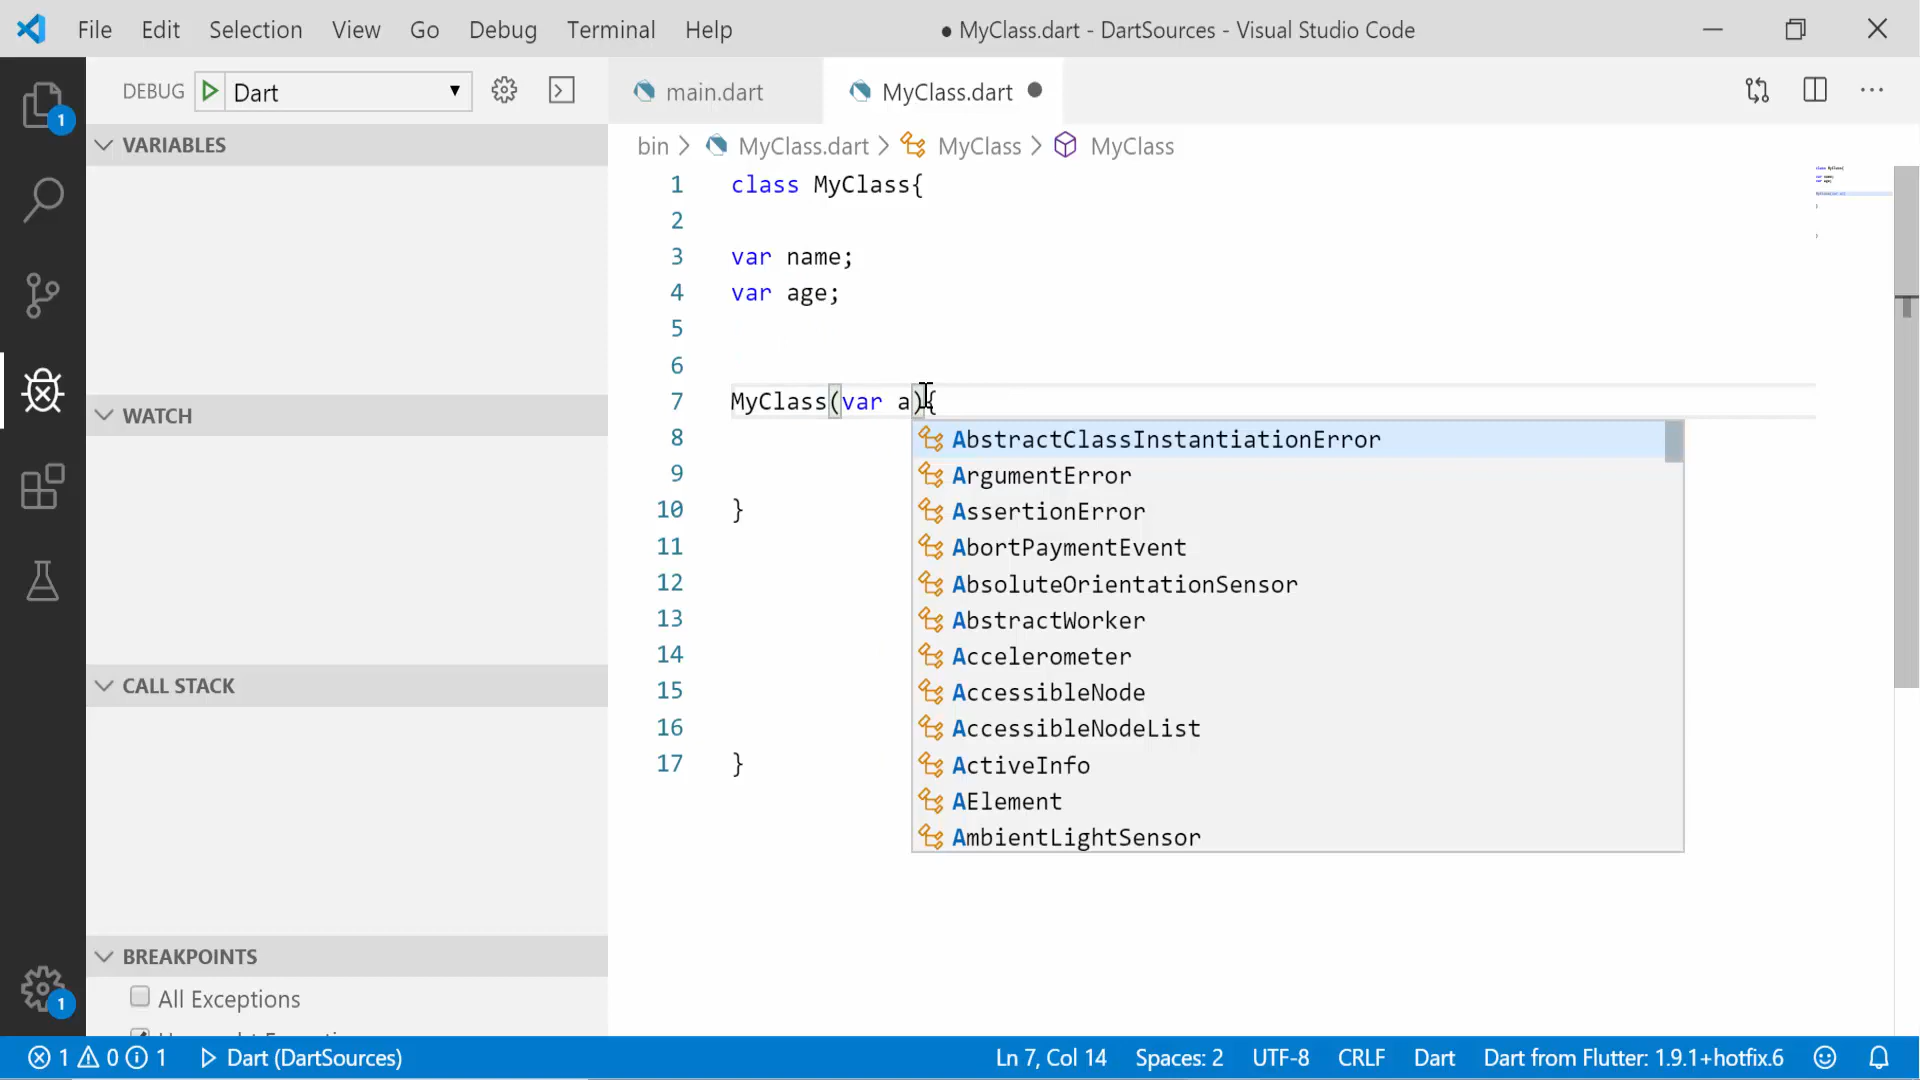 File Edit Selection View Go Debug Terminal Help ● MyClass.dart - DartSources - Visual Studio Code
DEBUG Dart main.dart MyClass.dart
VARIABLES
bin > MyClass.dart > MyClass > MyClass
1 class MyClass{
2
3 var name;
4 var age;
5
6
7 MyClass(var a){
8
9
10 }
11
12
13
14
15
16
17 }
AbstractClassInstantiationError
ArgumentError
AssertionError
AbortPaymentEvent
AbsoluteOrientationSensor
AbstractWorker
Accelerometer
AccessibleNode
AccessibleNodeList
ActiveInfo
AElement
AmbientLightSensor
WATCH
CALL STACK
BREAKPOINTS
All Exceptions
1
1
1 0 1 Dart (DartSources) Ln 7, Col 14 Spaces: 2 UTF-8 CRLF Dart Dart from Flutter: 1.9.1+hotfix.6